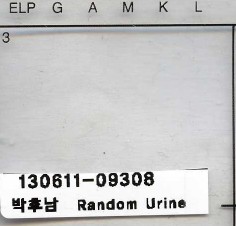 ELP G A M K L
3
130611-09308
박후남 Random Urine